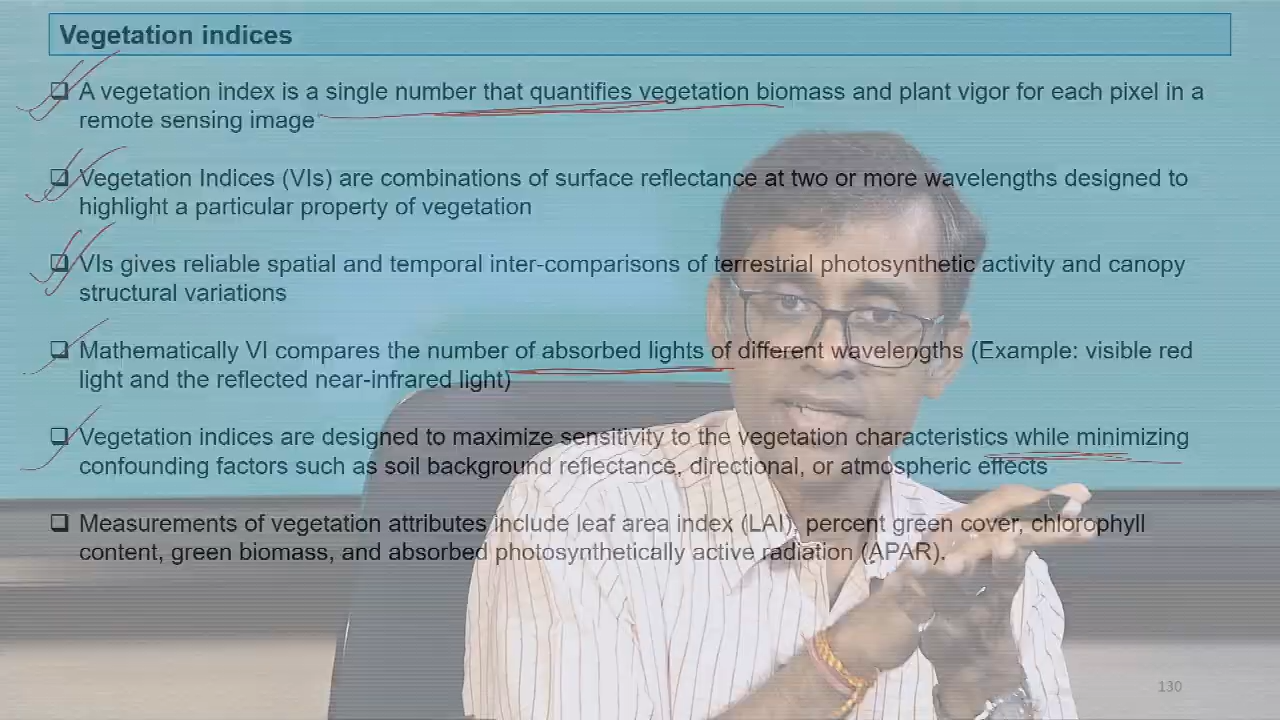 Vegetation indices
❑ A vegetation index is a single number that quantifies vegetation biomass and plant vigor for each pixel in a
remote sensing image
❑ Vegetation Indices (VIs) are combinations of surface reflectance at two or more wavelengths designed to
highlight a particular property of vegetation
❑ VIs gives reliable spatial and temporal inter-comparisons of terrestrial photosynthetic activity and canopy
structural variations
❑ Mathematically VI compares the number of absorbed lights of different wavelengths (Example: visible red
light and the reflected near-infrared light)
❑ Vegetation indices are designed to maximize sensitivity to the vegetation characteristics while minimizing
confounding factors such as soil background reflectance, directional, or atmospheric effects
❑ Measurements of vegetation attributes include leaf area index (LAI), percent green cover, chlorophyll
content, green biomass, and absorbed photosynthetically active radiation (APAR).
130